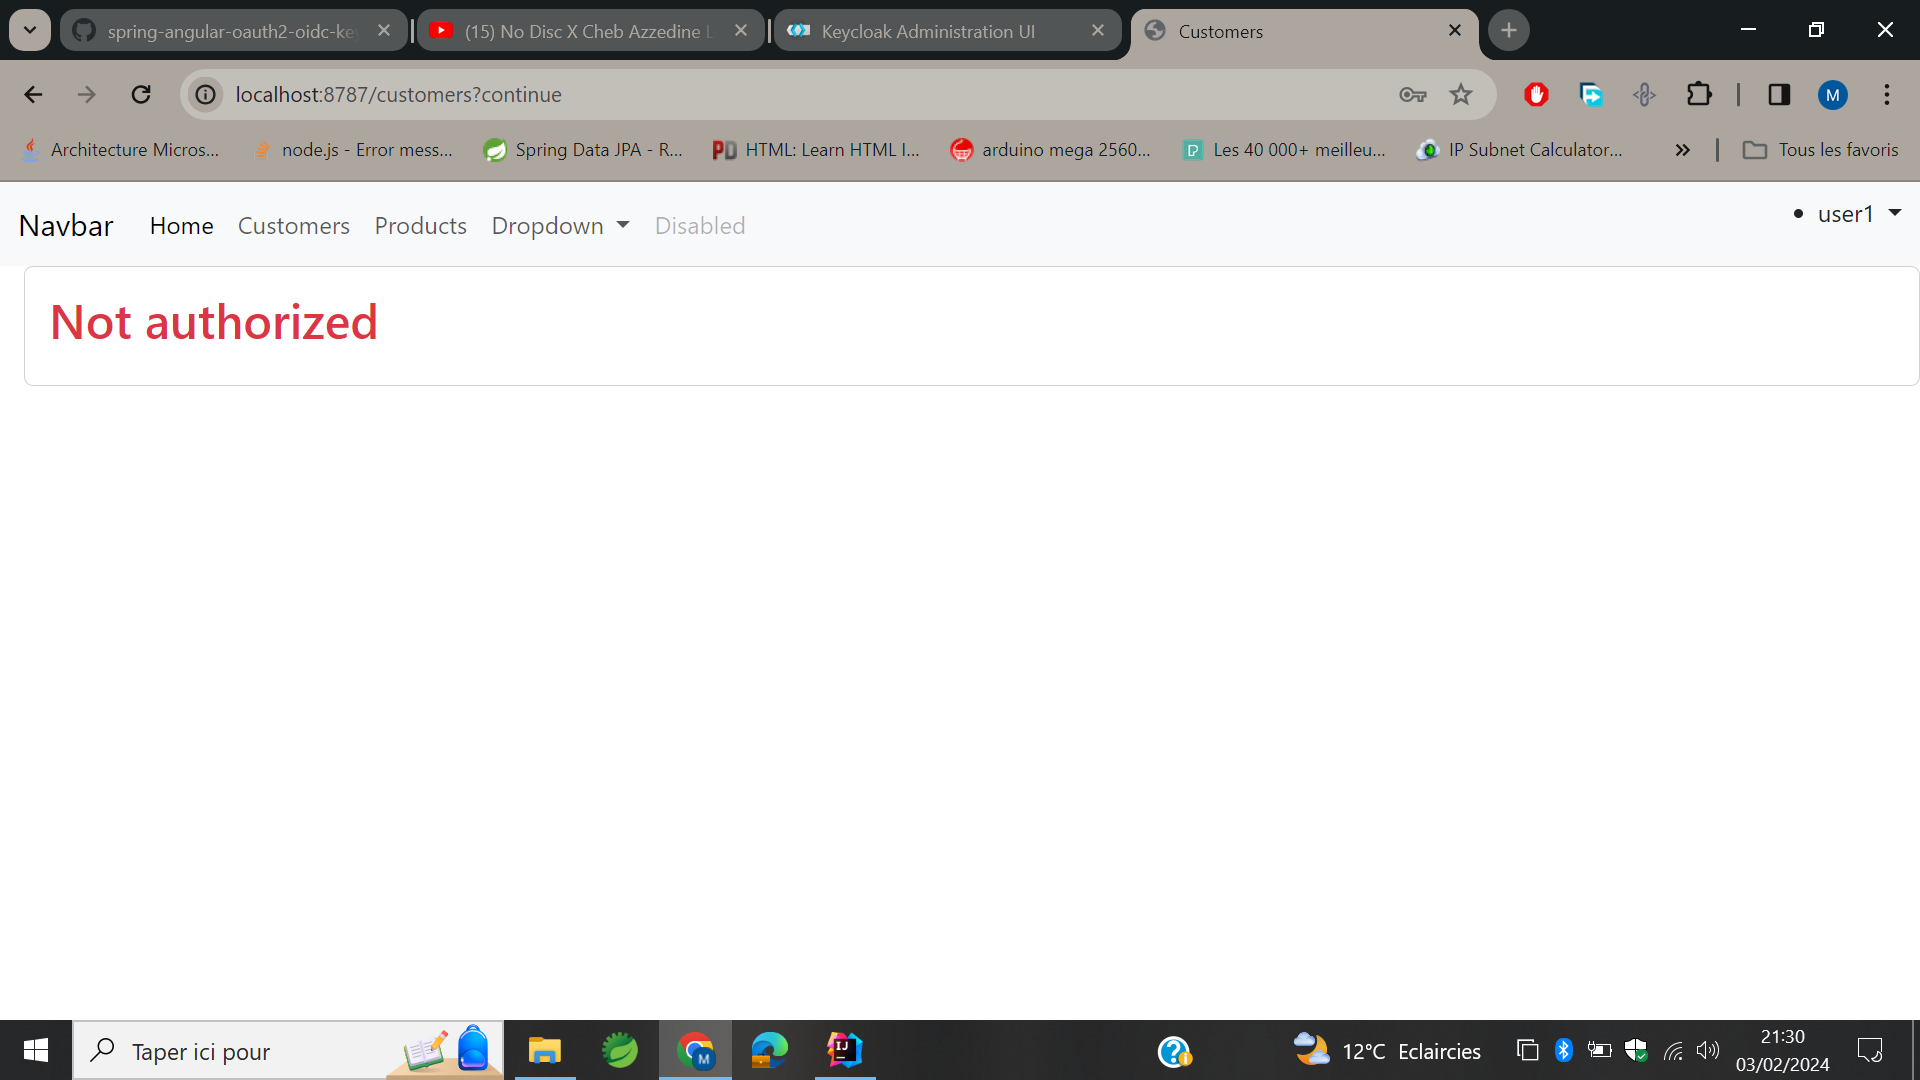 spring-angular-oauth2-oidc-key
(15) No Disc X Cheb Azzedine L
Keycloak Administration UI
Customers
localhost:8787/customers?continue
M
Architecture Micros...
node.js - Error mess...
Spring Data JPA - R...
PD HTML: Learn HTML I...
arduino mega 2560...
Les 40 000+ meilleu...
IP Subnet Calculator...
Tous les favoris
Navbar Home Customers Products Dropdown Disabled
user1
Not authorized
Taper ici pour
M
IJ
12°C Eclaircies
21:30
03/02/2024